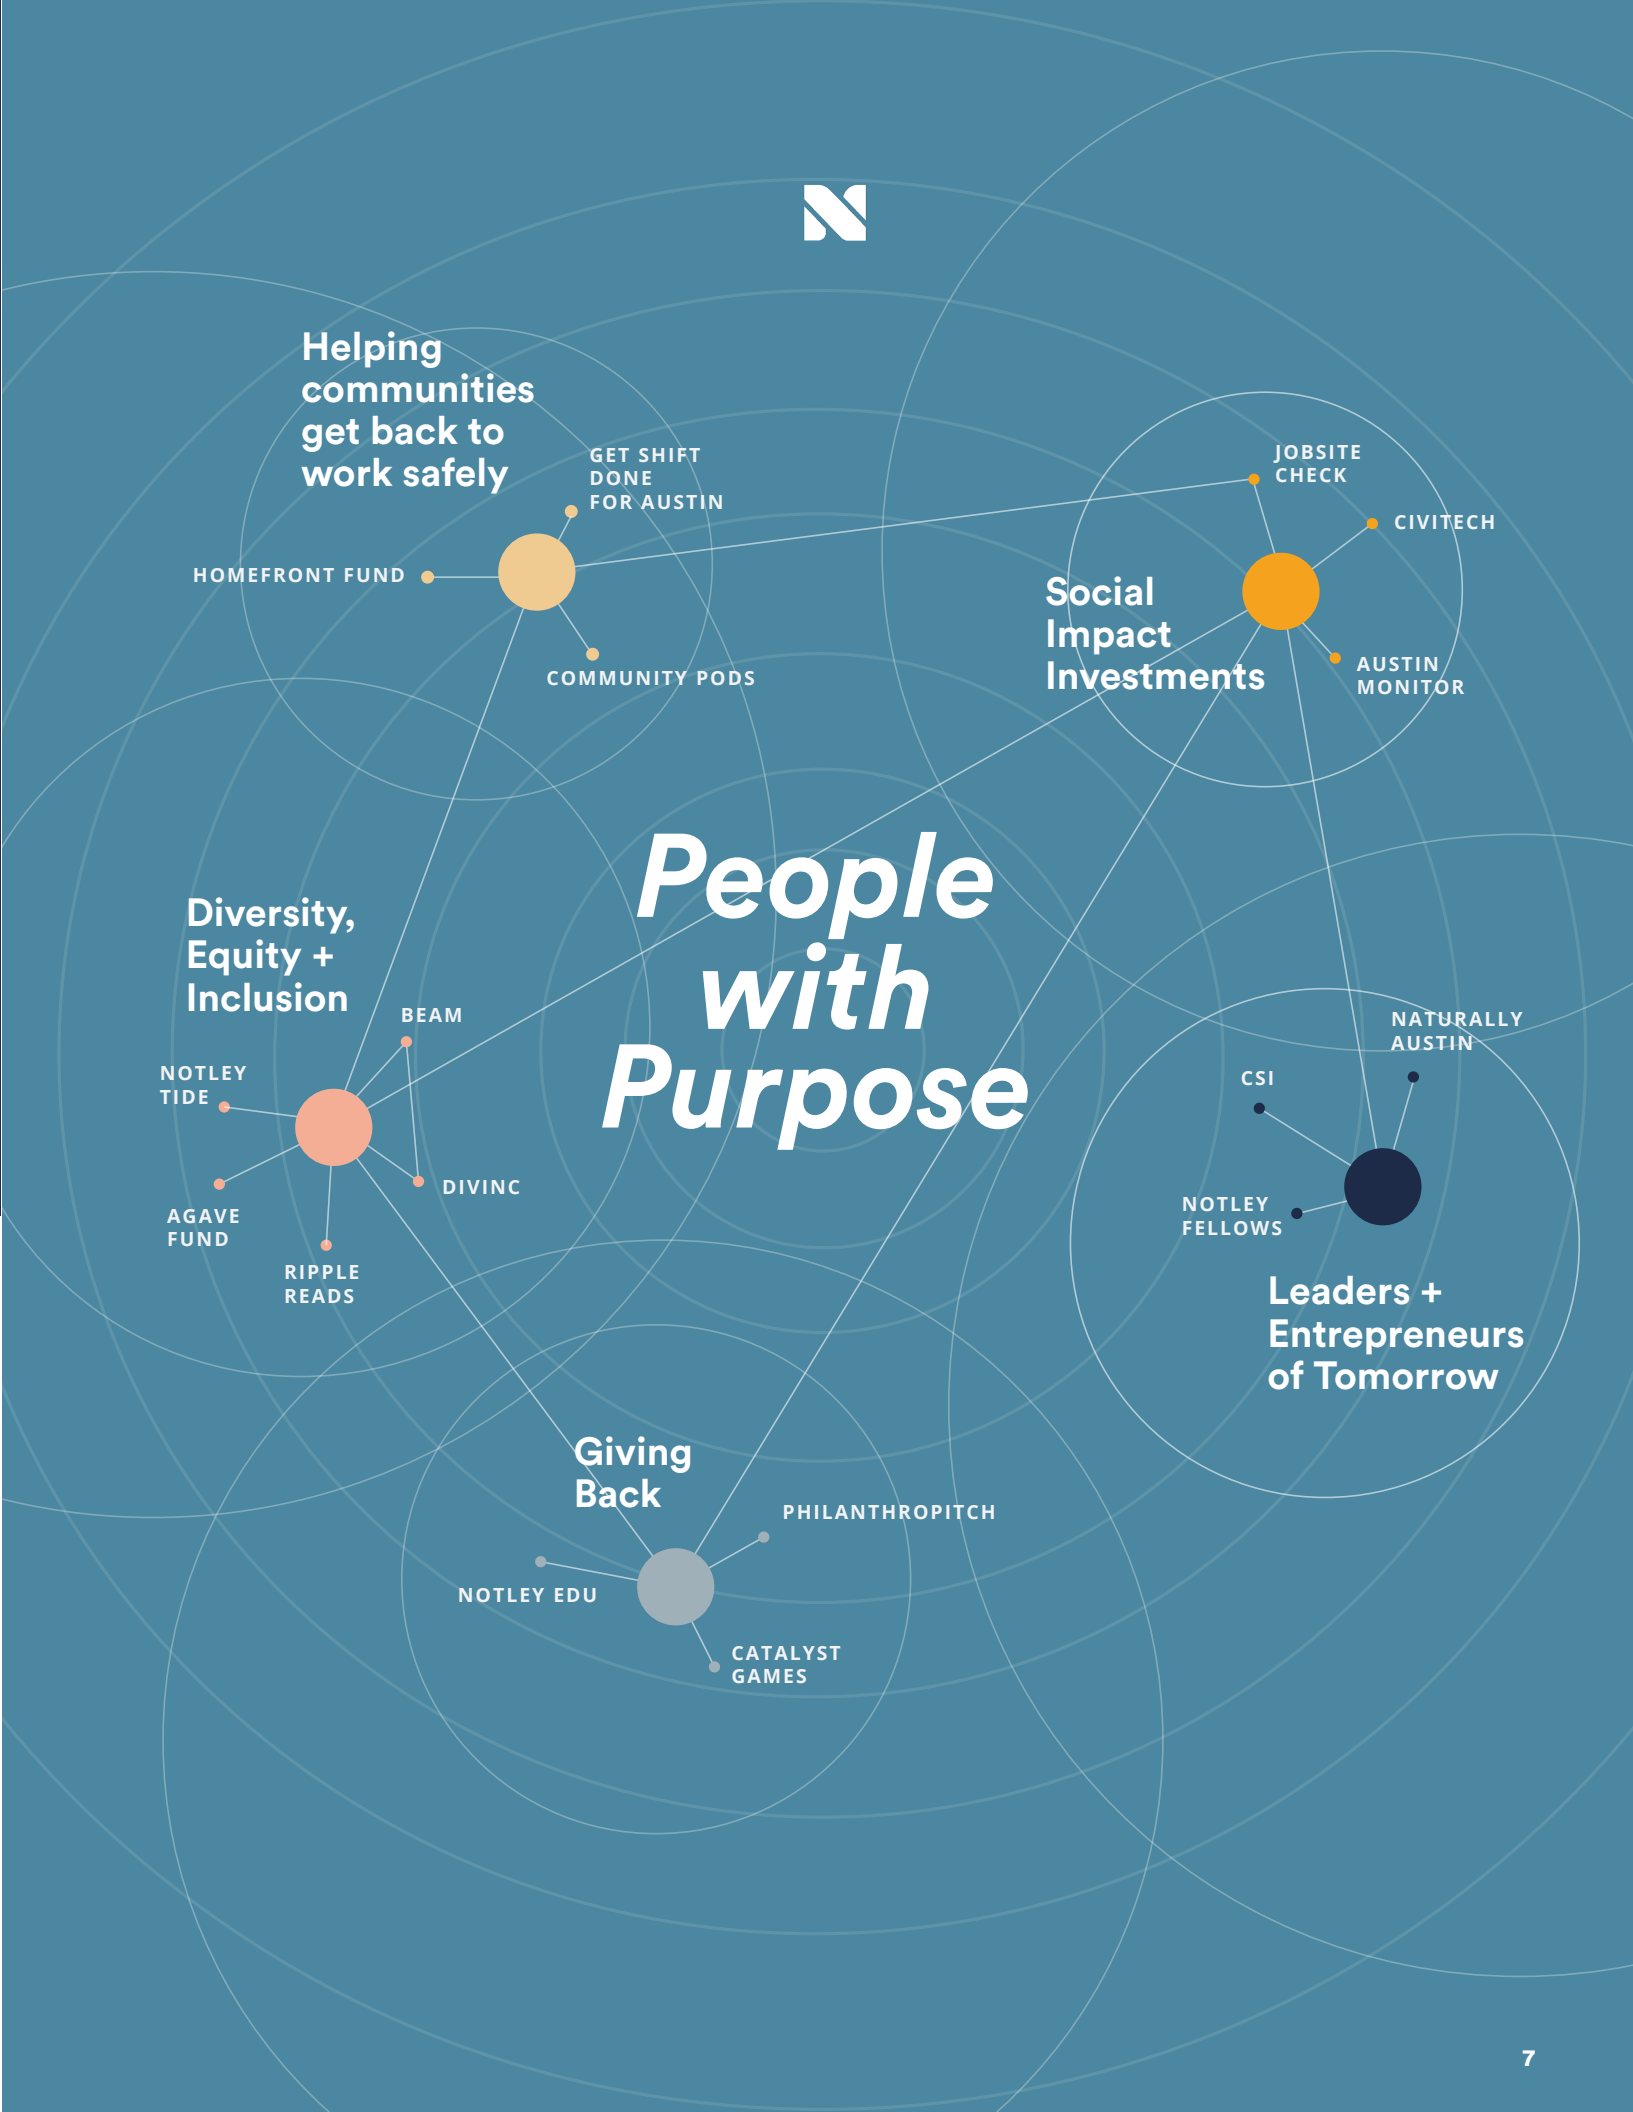 Helping
communities
get back to
work safely
GET SHIFT
DONE
FOR AUSTIN
HOMEFRONT FUND
COMMUNITY PODS
JOBSITE
CHECK
CIVITECH
Social
Impact
Investments
AUSTIN
MONITOR
People
with
Purpose
Diversity,
Equity +
Inclusion
BEAM
NOTLEY
TIDE
DIVINC
AGAVE
FUND
RIPPLE
READS
NATURALLY
AUSTIN
CSI
NOTLEY
FELLOWS
Leaders +
Entrepreneurs
of Tomorrow
Giving
Back
PHILANTHROPITCH
NOTLEY EDU
CATALYST
GAMES
7